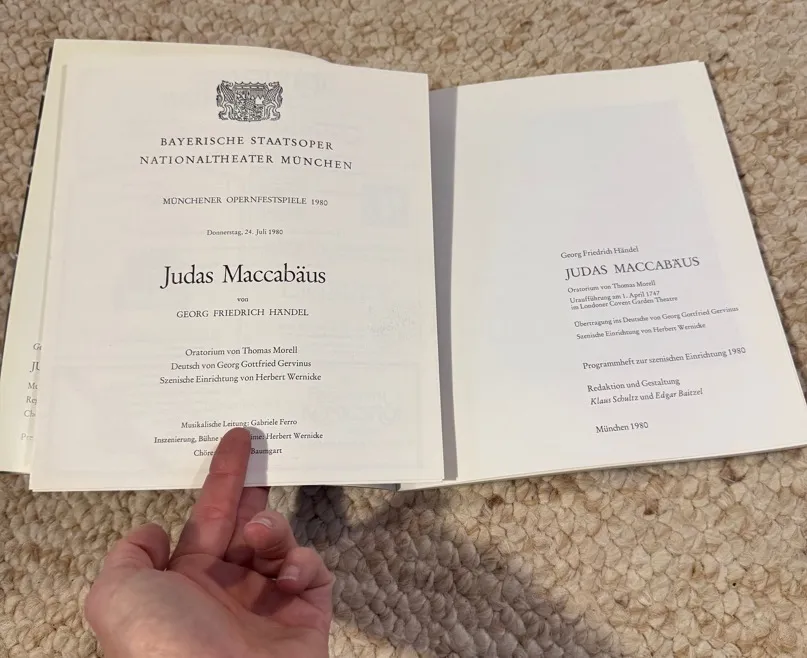 BAYERISCHE STAATSOPER
NATIONALTHEATER MÜNCHEN
MÜNCHENER OPERNFESTSPIELE 1980
Donnerstag, 24. Juli 1980
Judas Maccabäus
von
GEORG FRIEDRICH HÄNDEL
Oratorium von Thomas Morell
Deutsch von Georg Gottfried Gervinus
Szenische Einrichtung von Herbert Wernicke
Musikalische Leitung: Gabriele Ferro
Inszenierung, Bühne Herbert Wernicke
Chöre Baumgart
Georg Friedrich Händel
JUDAS MACCABÄUS
Oratorium von Thomas Morell
Uraufführung am 1. April 1747
im Londoner Covent Garden Theatre
Übertragung ins Deutsche von Georg Gottfried Gervinus
Szenische Einrichtung von Herbert Wernicke
Programmheft zur szenischen Einrichtung 1980
Redaktion und Gestaltung
Klaus Schultz und Edgar Baitzel
München 1980